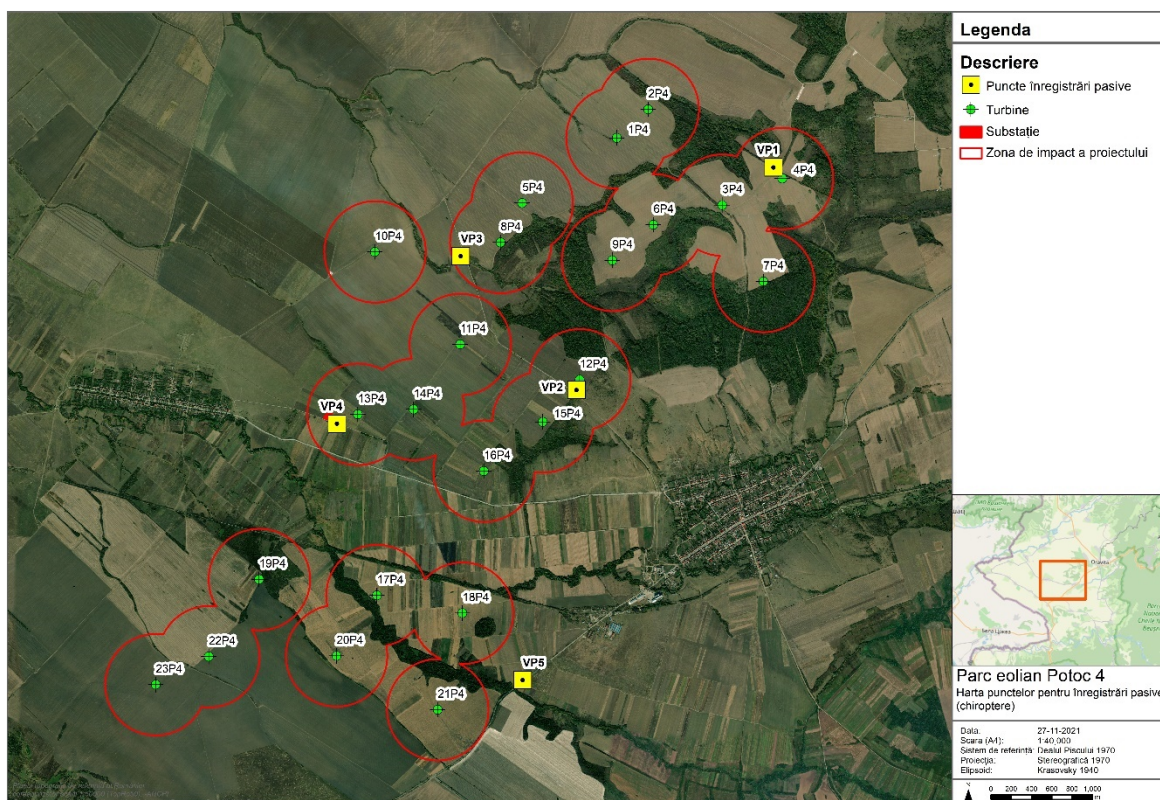 2P4
1P4
VP1
4P4
3P4
5P4
6P4
8P4
VP3
10P4
9P4
7P4
11P4
12P4
VP2
14P4
13P4
VP4
15P4
16P4
19P4
17P4
18P4
22P4
20P4
VP5
23P4
21P4
Legenda
Descriere
Puncte înregistrări pasive
Turbine
Substație
Zona de impact a proiectului
Oravița
Parc eolian Potoc 4
Harta punctelor pentru înregistrări pasive
(chiroptere)
Data: 27-11-2021
Scara (A4): 1:40,000
Sistem de referință: Dealul Piscului 1970
Proiecția: Stereografică 1970
Elipsoid: Krasovsky 1940
N
0 200 400 600 800 1,000
m